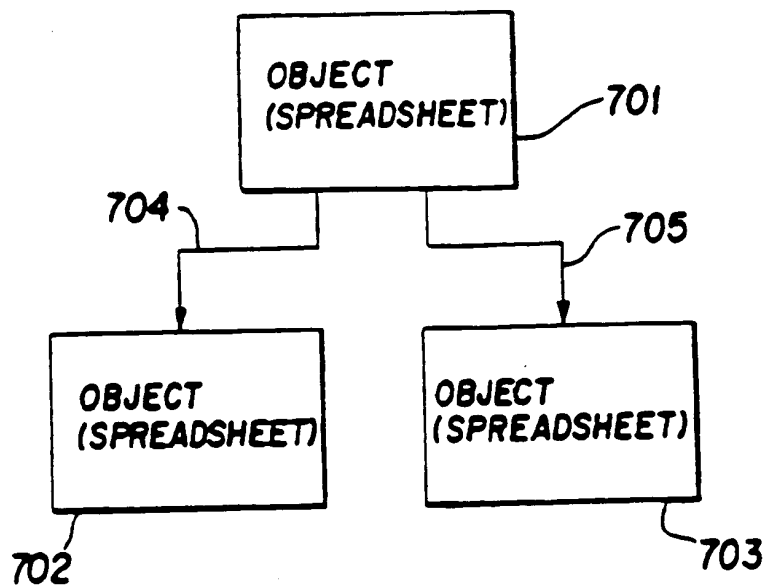 OBJECT
(SPREADSHEET)
701
704
705
OBJECT
(SPREADSHEET)
OBJECT
(SPREADSHEET)
702
703